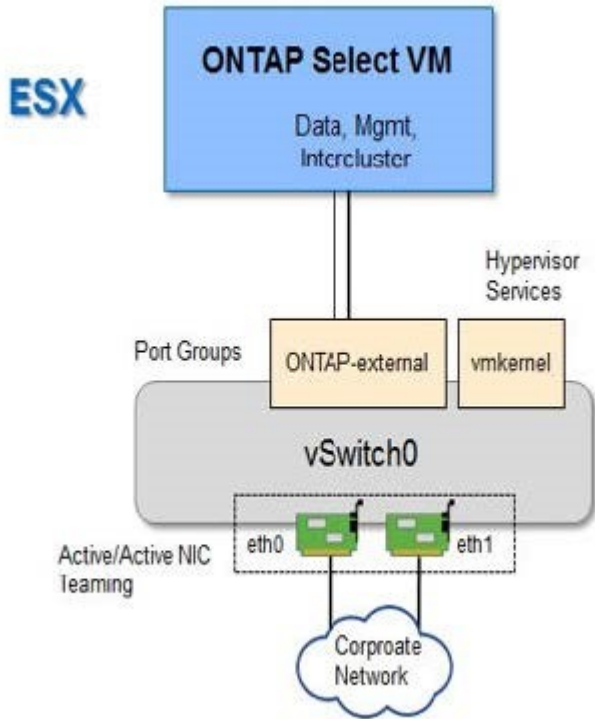 ESX
ONTAP Select VM
Data, Mgmt,
Intercluster
Hypervisor
Services
Port Groups
ONTAP-external
vmkernel
vSwitch0
eth0
eth1
Active/Active NIC
Teaming
Corproate
Network